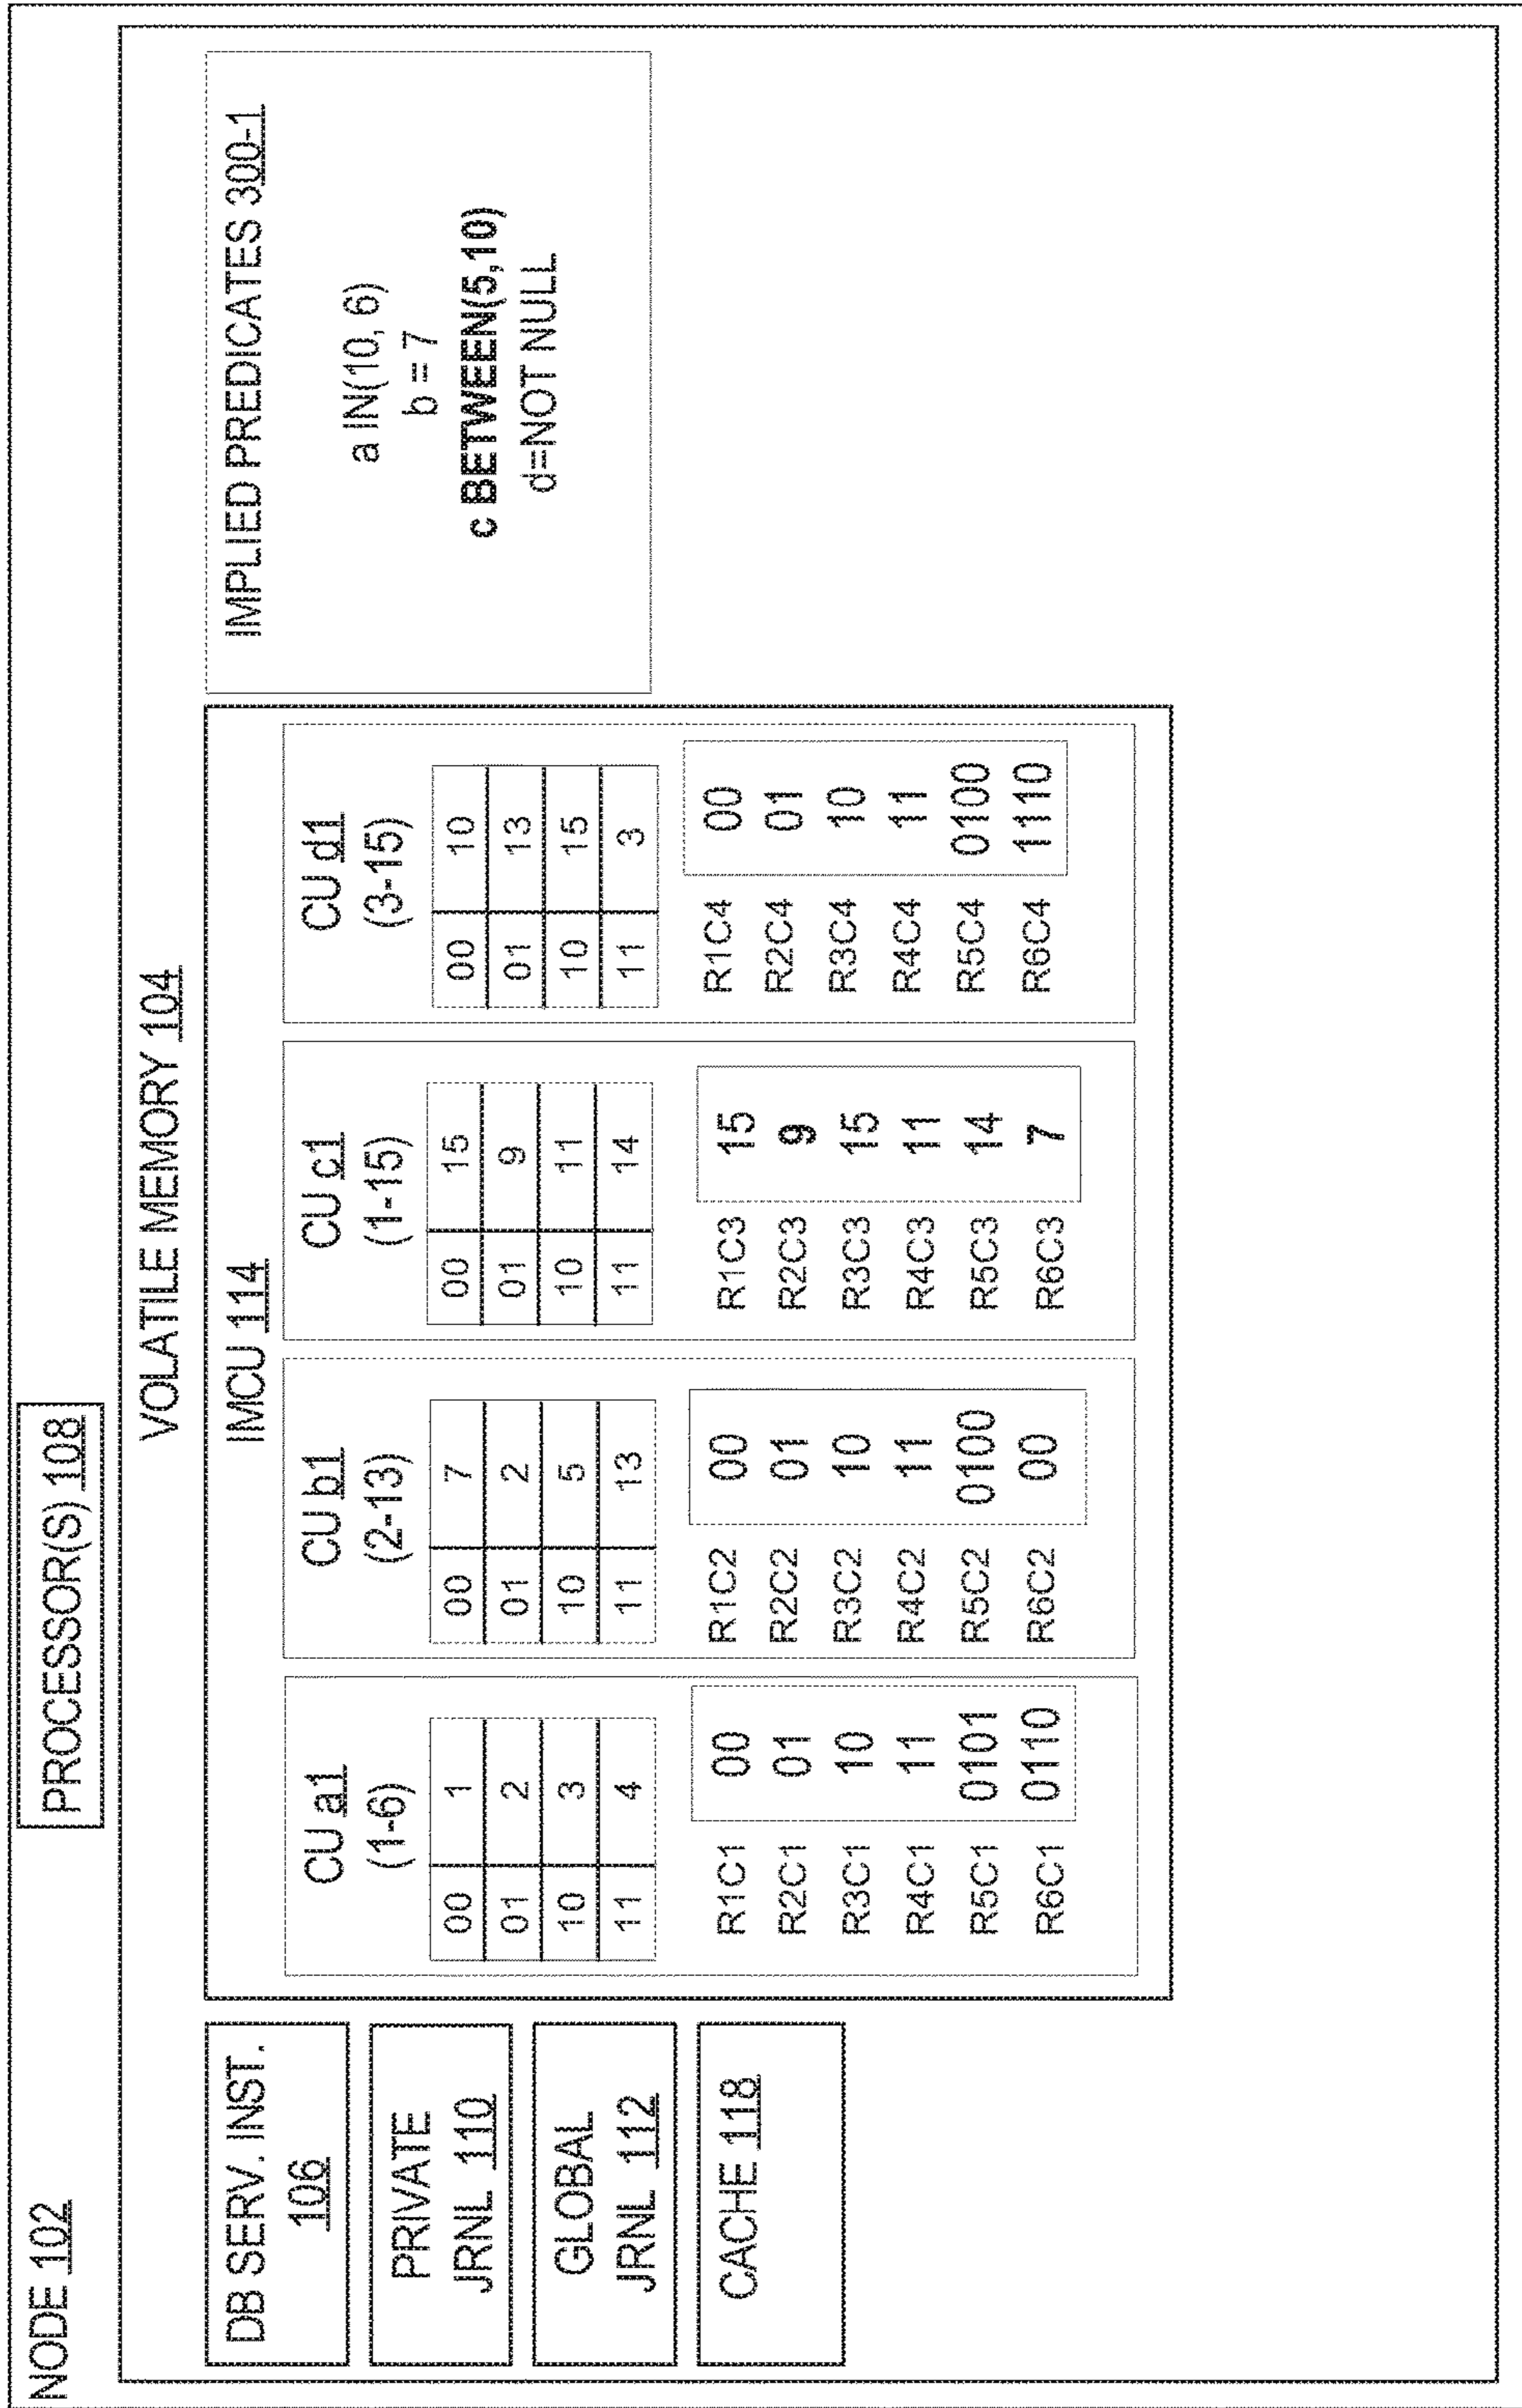 NODE 102
PROCESSOR(S) 108
VOLATILE MEMORY 104
DB SERV. INST.
106
PRIVATE
JRNL 110
GLOBAL
JRNL 112
CACHE 118
IMCU 114
CU a1
(1-6)
00 1
01 2
10 3
11 4
R1C1 00
R2C1 01
R3C1 10
R4C1 11
R5C1 0101
R6C1 0110
CU b1
(2-13)
00 7
01 2
10 5
11 13
R1C2 00
R2C2 01
R3C2 10
R4C2 11
R5C2 0100
R6C2 00
CU c1
(1-15)
00 15
01 9
10 11
11 14
R1C3 15
R2C3 9
R3C3 15
R4C3 11
R5C3 14
R6C3 7
CU d1
(3-15)
00 10
01 13
10 15
11 3
R1C4 00
R2C4 01
R3C4 10
R4C4 11
R5C4 0100
R6C4 1110
IMPLIED PREDICATES 300-1
a IN(10, 6)
b = 7
c BETWEEN(5,10)
d=NOT NULL